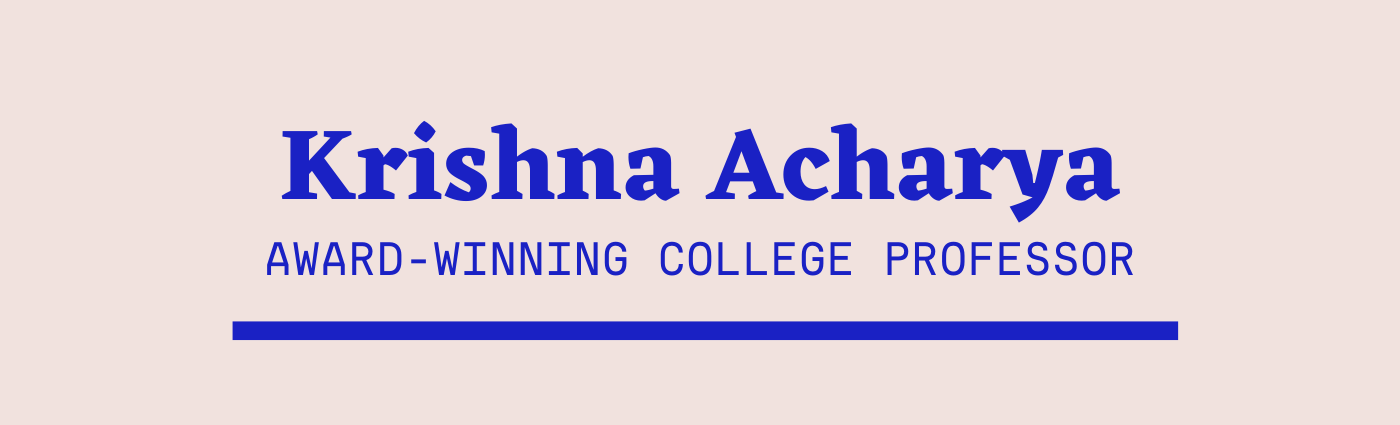 Krishna Acharya
AWARD-WINNING COLLEGE PROFESSOR